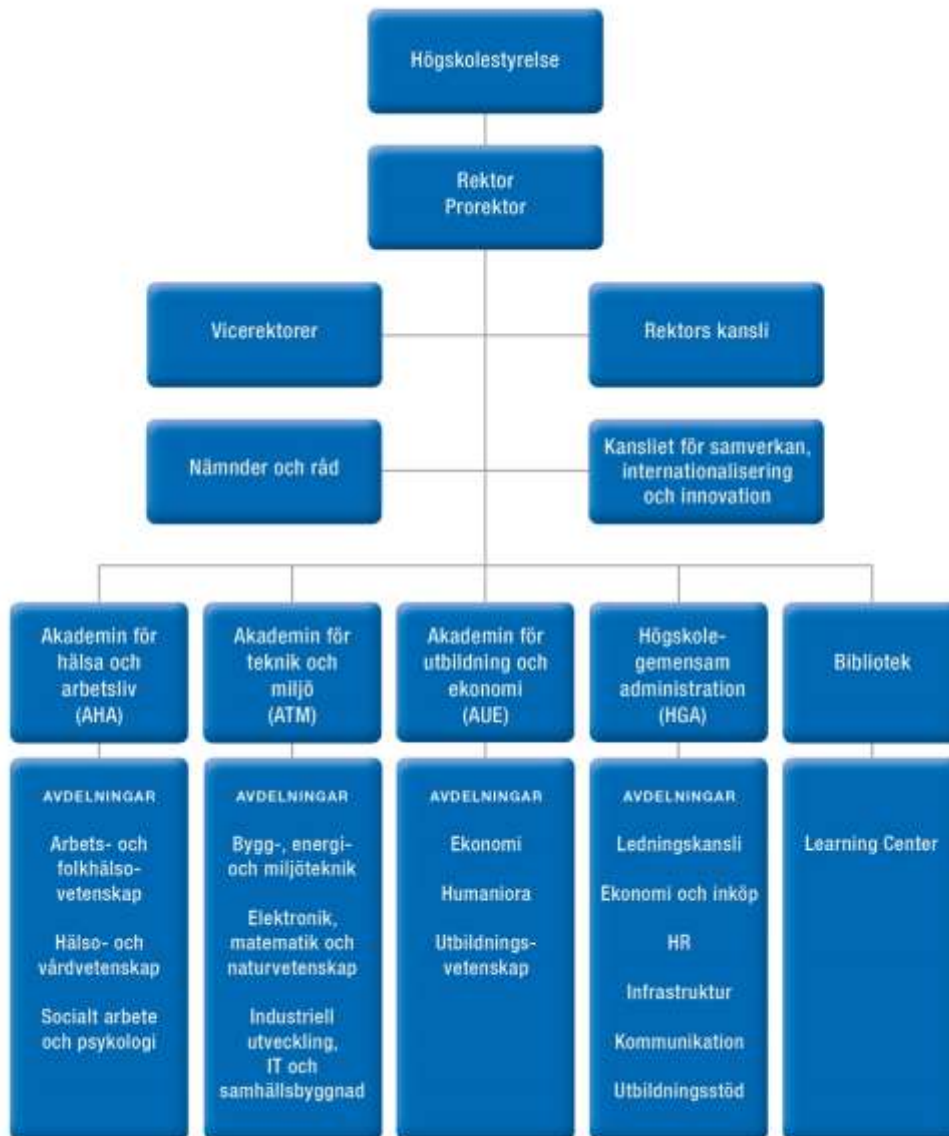 Högskolestyrelse
Rektor
Prorektor
Vicerektorer
Rektors kansli
Nämnder och råd
Kansliet för samverkan,
internationalisering
och innovation
Akademin för
hälsa och
arbetsliv
(AHA)
Akademin för
teknik och
miljö
(ATM)
Akademin för
utbildning och
ekonomi
(AUE)
Högskole-
gemensam
administration
(HGA)
Bibliotek
AVDELNINGAR
Arbets- och
folkhälso-
vetenskap
Hälso- och
vårdvetenskap
Socialt arbete
och psykologi
AVDELNINGAR
Bygg-, energi-
och miljöteknik
Elektronik,
matematik och
naturvetenskap
Industriell
utveckling,
IT och
samhällsbyggnad
AVDELNINGAR
Ekonomi
Humaniora
Utbildnings-
vetenskap
AVDELNINGAR
Ledningskansli
Ekonomi och inköp
HR
Infrastruktur
Kommunikation
Utbildningsstöd
Learning Center